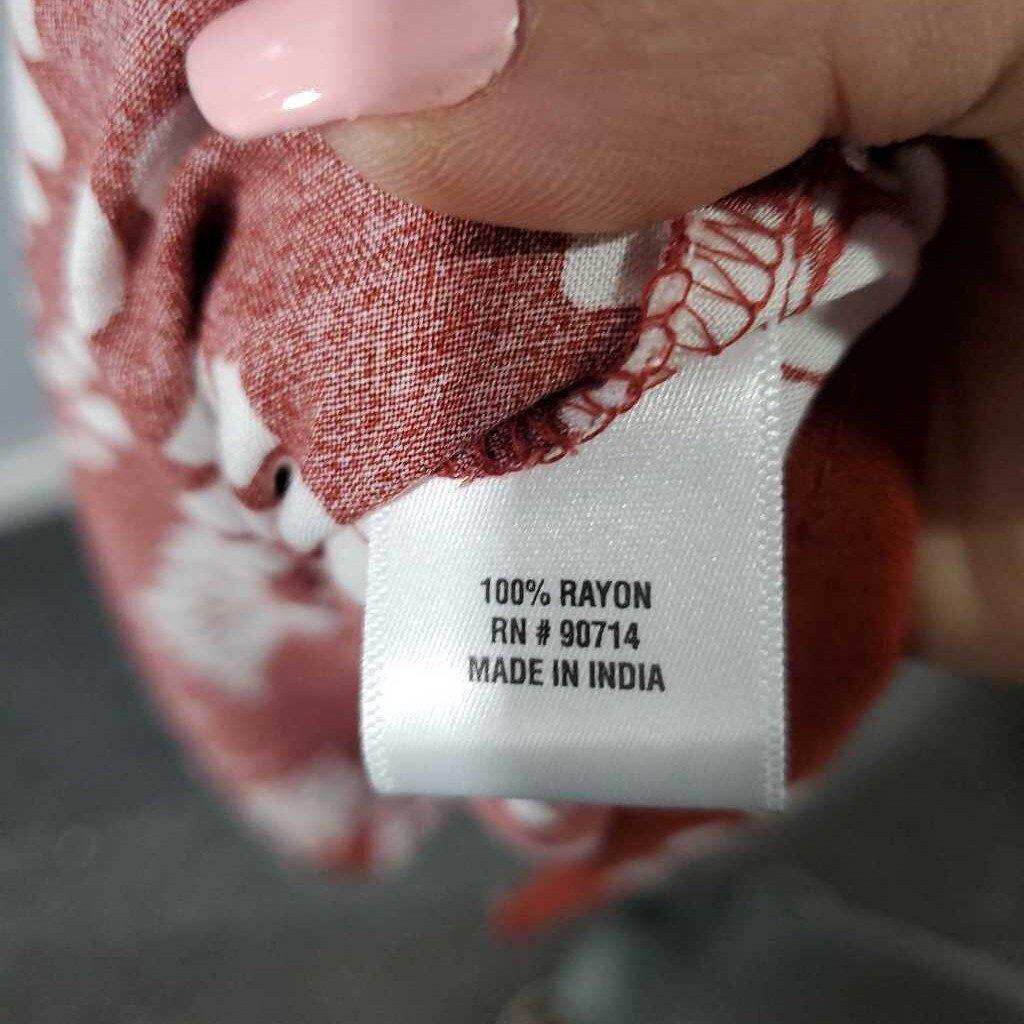 100% RAYON
RN # 90714
MADE IN INDIA